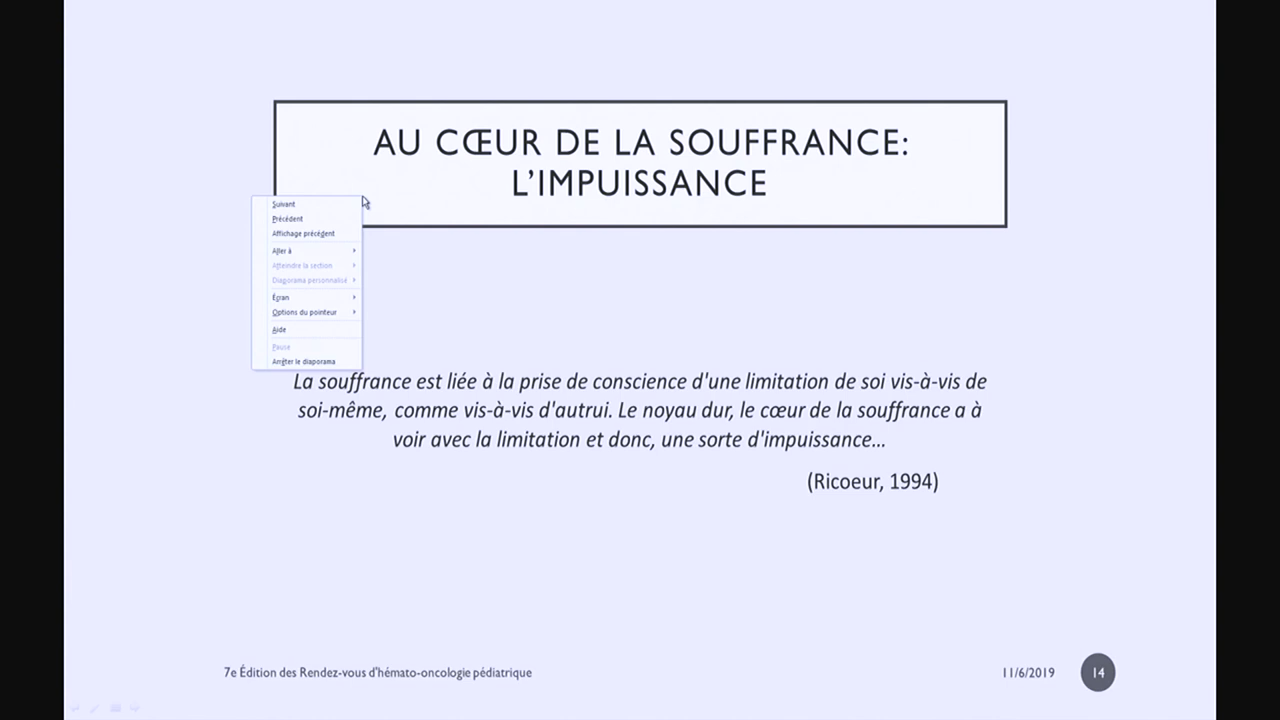 AU CŒUR DE LA SOUFFRANCE:
L’IMPUISSANCE
Suivant
Précédent
Affichage précédent
Aller à
Atteindre la section
Diaporama personnalisé
Écran
Options du pointeur
Aide
Pause
Arrêter le diaporama
La souffrance est liée à la prise de conscience d'une limitation de soi vis-à-vis de
soi-même, comme vis-à-vis d'autrui. Le noyau dur, le cœur de la souffrance a à
voir avec la limitation et donc, une sorte d'impuissance…
(Ricoeur, 1994)
7e Édition des Rendez-vous d'hémato-oncologie pédiatrique
11/6/2019
14